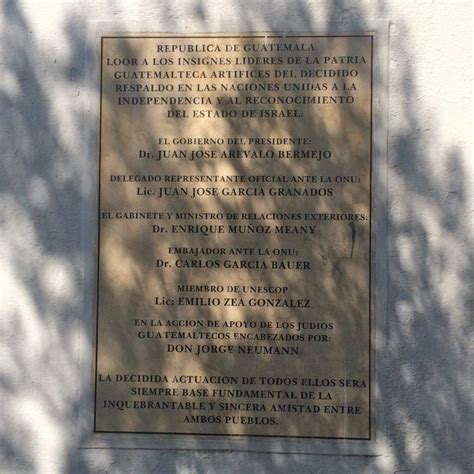 REPUBLICA DE GUATEMALA
LOOR A LOS INSIGNES LIDERES DE LA PATRIA
GUATEMALTECA ARTIFICES DEL DECIDIDO
RESPALDO EN LAS NACIONES UNIDAS A LA
INDEPENDENCIA Y AL RECONOCIMIENTO
DEL ESTADO DE ISRAEL.
EL GOBIERNO DEL PRESIDENTE:
Dr. JUAN JOSE AREVALO BERMEJO
DELEGADO REPRESENTANTE OFICIAL ANTE LA ONU:
Lic. JUAN JOSE GARCIA GRANADOS
EL GABINETE Y MINISTRO DE RELACIONES EXTERIORES:
Dr. ENRIQUE MUÑOZ MEANY
EMBAJADOR ANTE LA ONU:
Dr. CARLOS GARCIA BAUER
MIEMBRO DE UNESCOP
Lic: EMILIO ZEA GONZALEZ
EN LA ACCION DE APOYO DE LOS JUDIOS
GUATEMALTECOS ENCABEZADOS POR:
DON JORGE NEUMANN
LA DECIDIDA ACTUACION DE TODOS ELLOS SERA
SIEMPRE BASE FUNDAMENTAL DE LA
INQUEBRANTABLE Y SINCERA AMISTAD ENTRE
AMBOS PUEBLOS.